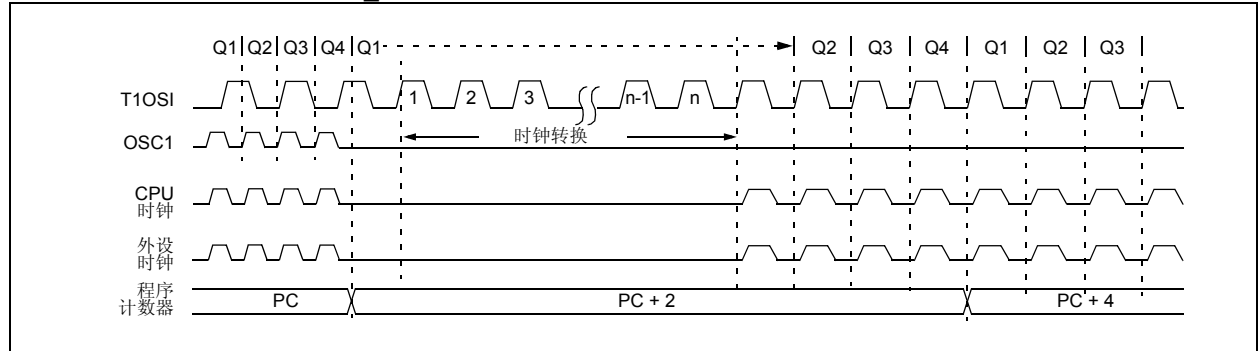 Q1 Q2 Q3 Q4 Q1 Q2 Q3 Q4 Q1 Q2 Q3
T1OSI 1 2 3 n-1 n
OSC1 时钟转换
CPU
时钟
外设
时钟
程序
计数器
PC PC + 2 PC + 4